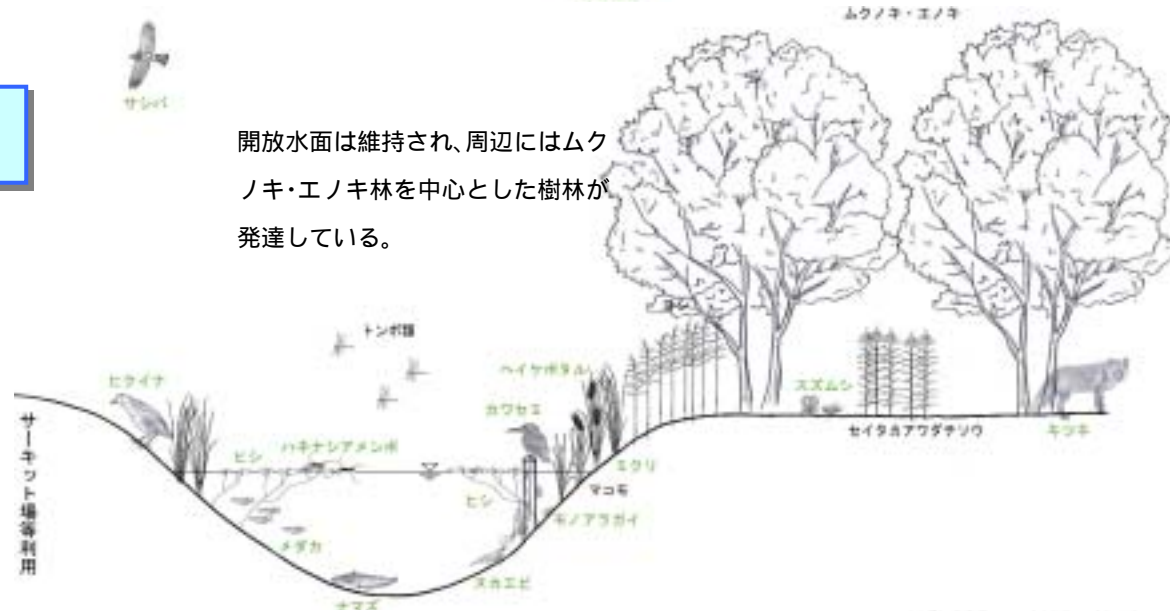 ムクノキ・エノキ
サシバ
開放水面は維持され、周辺にはムク
ノキ・エノキ林を中心とした樹林が
発達している。
ヨシ
トンボ類
ヘイケボタル
ヒクイナ
スズムシ
カワセミ
セイタカアワダチソウ
キツネ
サーキット場等利用
ヒシ
ハネナシアメンボ
ミクリ
ヒシ
マコモ
モノアラガイ
メダカ
ヌカエビ
ナマズ